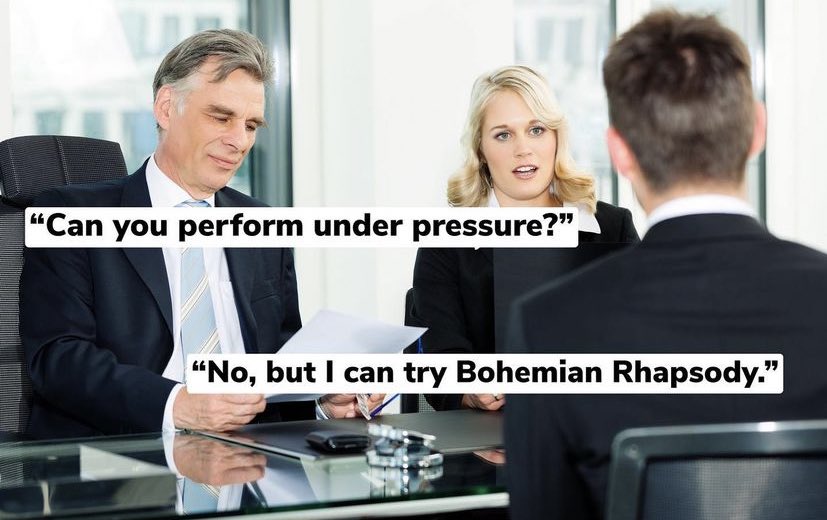 “Can you perform under pressure?”
“No, but I can try Bohemian Rhapsody.”